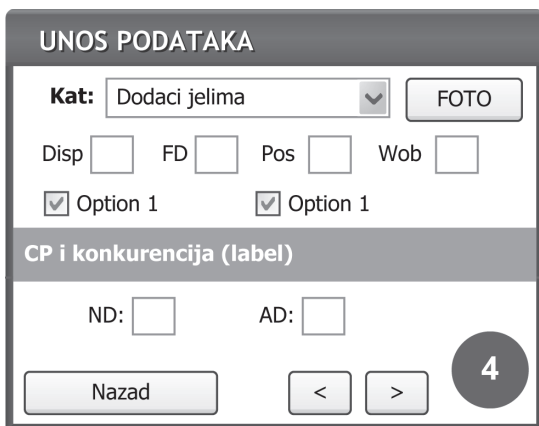 UNOS PODATAKA
Kat: Dodaci jelima FOTO
Disp FD Pos Wob
Option 1 Option 1
CP i konkurencija (label)
ND: AD:
4
Nazad < >